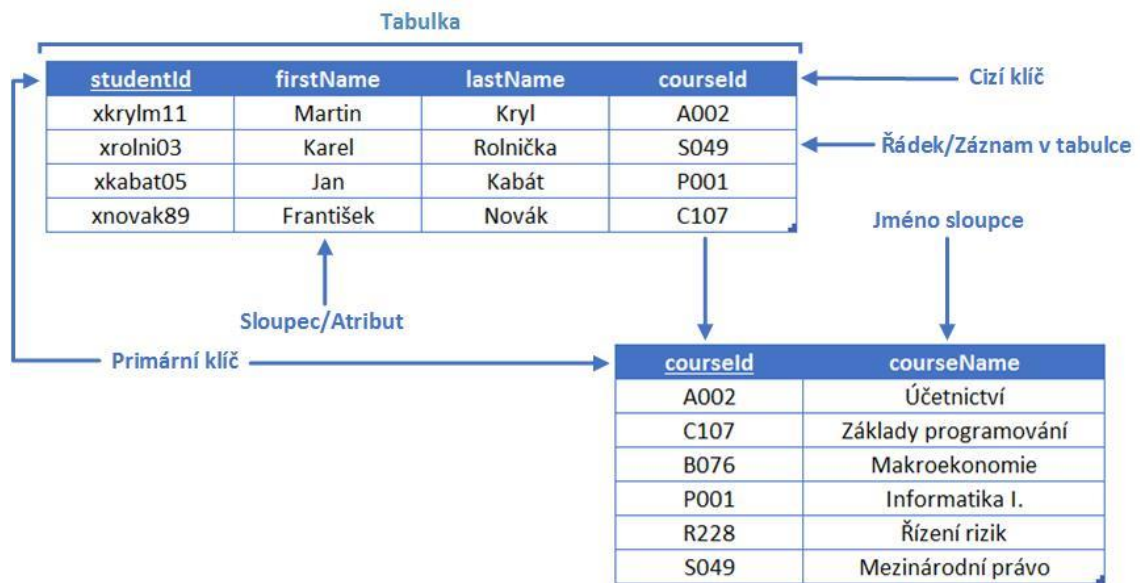 Tabulka
studentId firstName lastName courseId
Cizí klíč
xkrylm11 Martin Kryl A002
xrolni03 Karel Rolnička S049
Řádek/Záznam v tabulce
xkabat05 Jan Kabát P001
xnovak89 František Novák C107
Jméno sloupce
Sloupec/Atribut
Primární klíč
courseId courseName
A002 Účetnictví
C107 Základy programování
B076 Makroekonomie
P001 Informatika I.
R228 Řízení rizik
S049 Mezinárodní právo